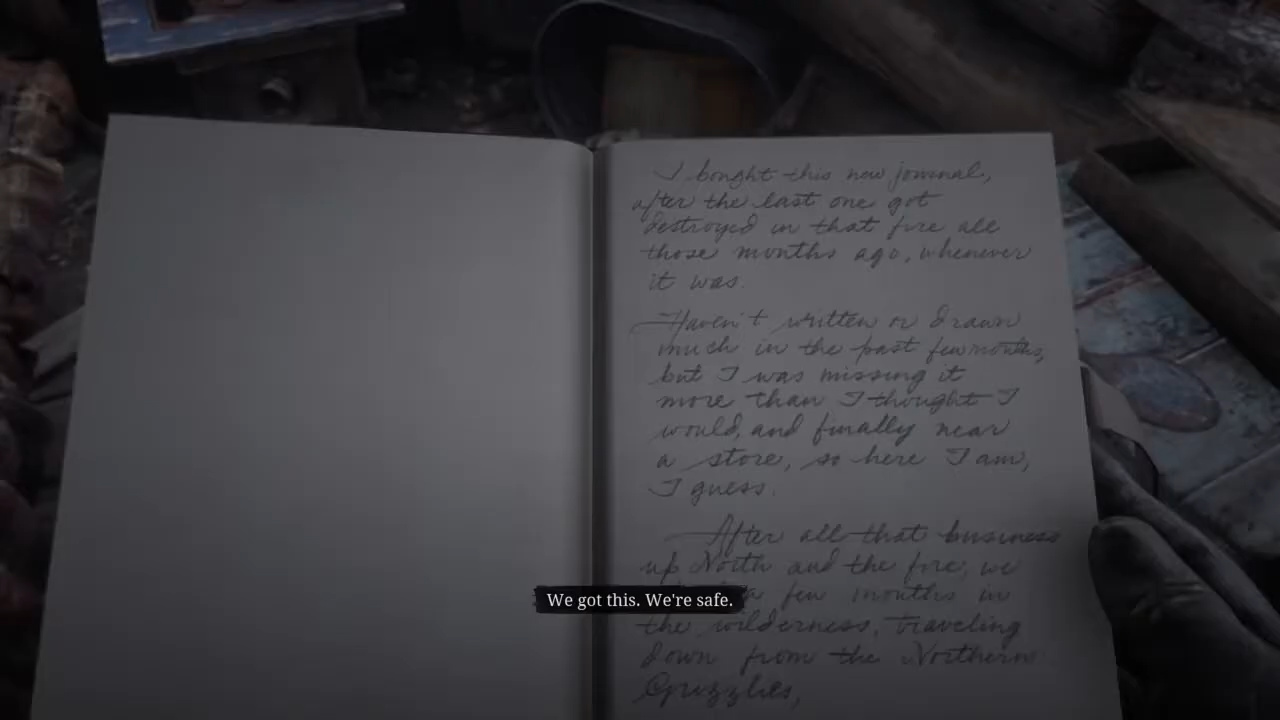 I bought this new journal,
after the last one got
destroyed in that fire all
those months ago, whenever
it was.
Haven't written or drawn
much in the past few months,
but I was missing it
more than I thought I
would, and finally near
a store, so here I am,
I guess.
After all that business
up North and the fire, we
a few months in
We got this. We're safe.
the wilderness, traveling
down from the Northern
Grizzlies,